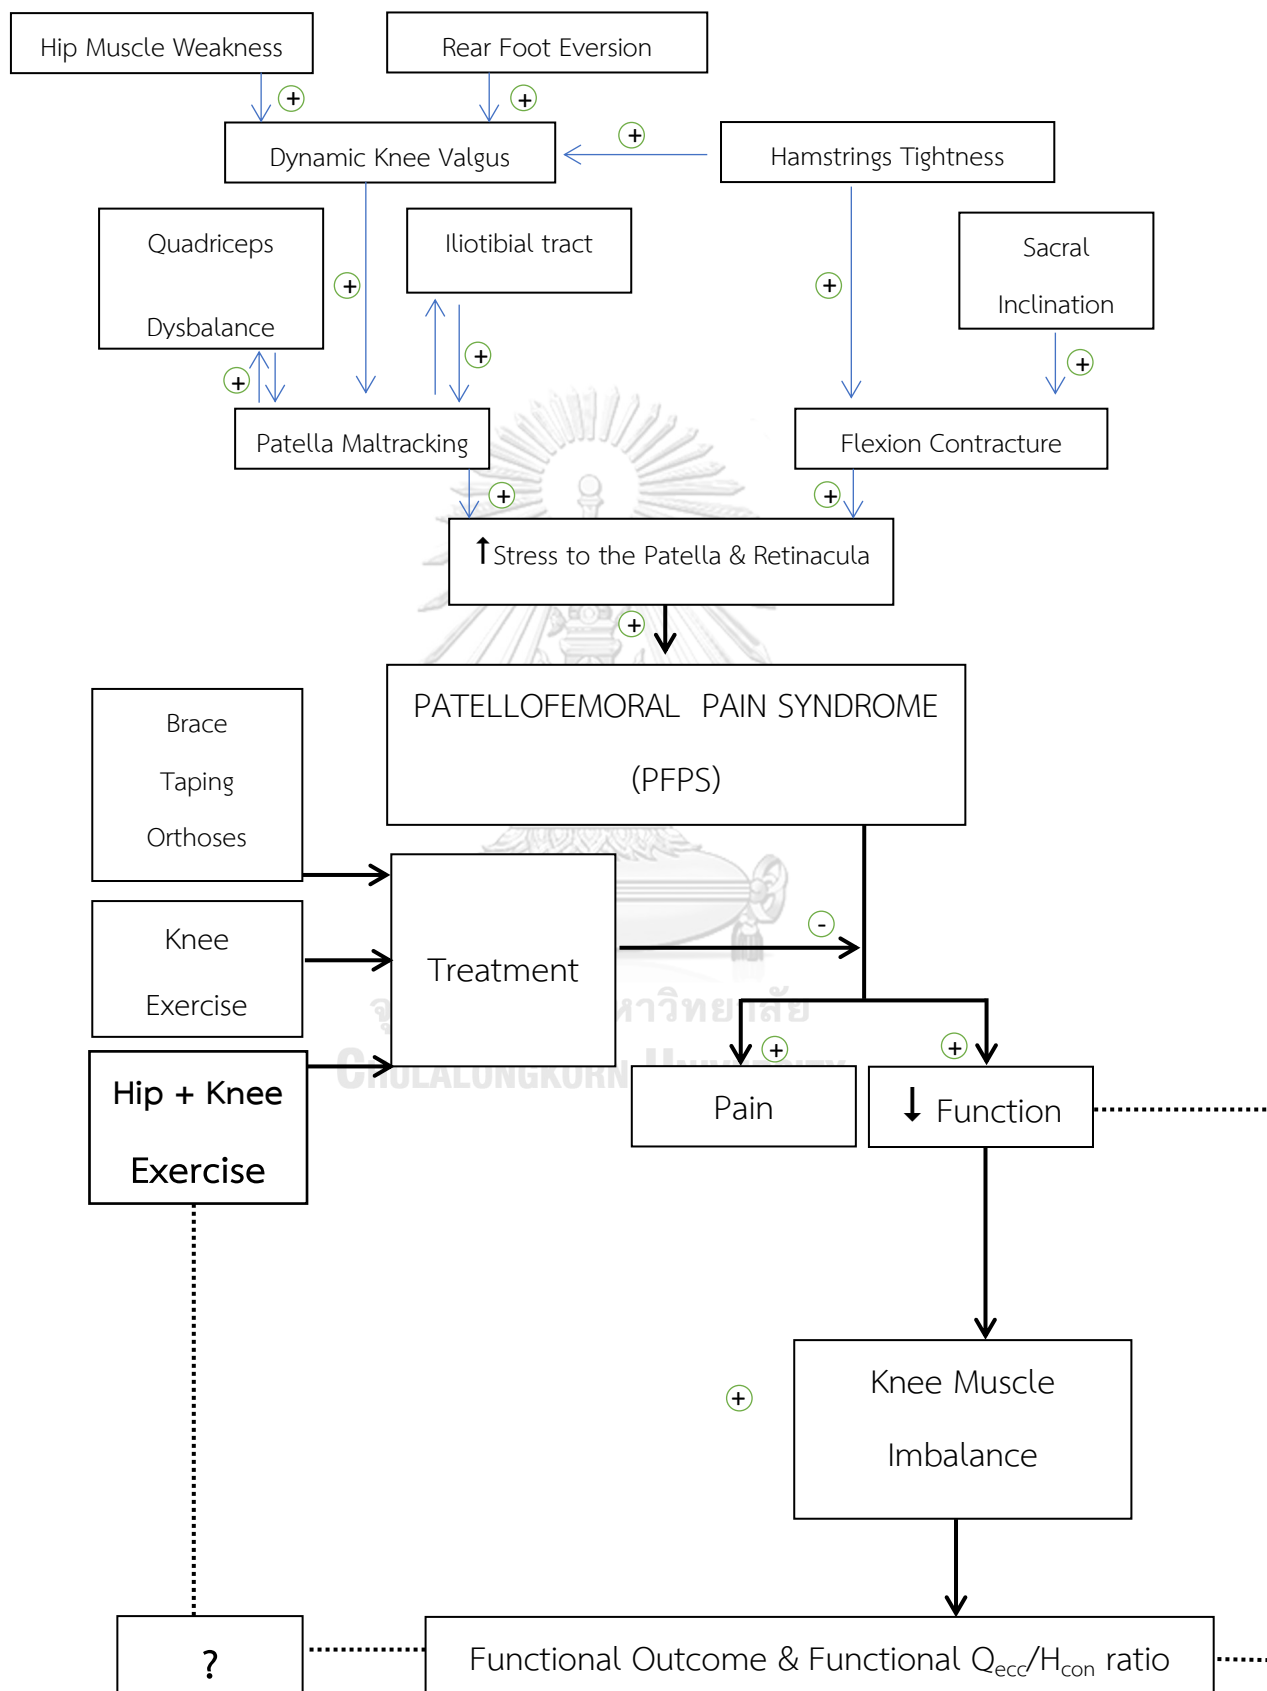 Hip Muscle Weakness
Rear Foot Eversion
+
+
Dynamic Knee Valgus
+
Hamstrings Tightness
Quadriceps
Dysbalance
Iliotibial tract
Sacral
Inclination
+
+
+
+
+
Patella Maltracking
Flexion Contracture
+
+
↑Stress to the Patella & Retinacula
+
PATELLOFEMORAL PAIN SYNDROME
(PFPS)
Brace
Taping
Orthoses
Knee
Exercise
Hip + Knee
Exercise
Treatment
-
+
+
Pain
↓ Function
+
Knee Muscle
Imbalance
?
Functional Outcome & Functional Qecc/Hcon ratio
CHULALONGKORN